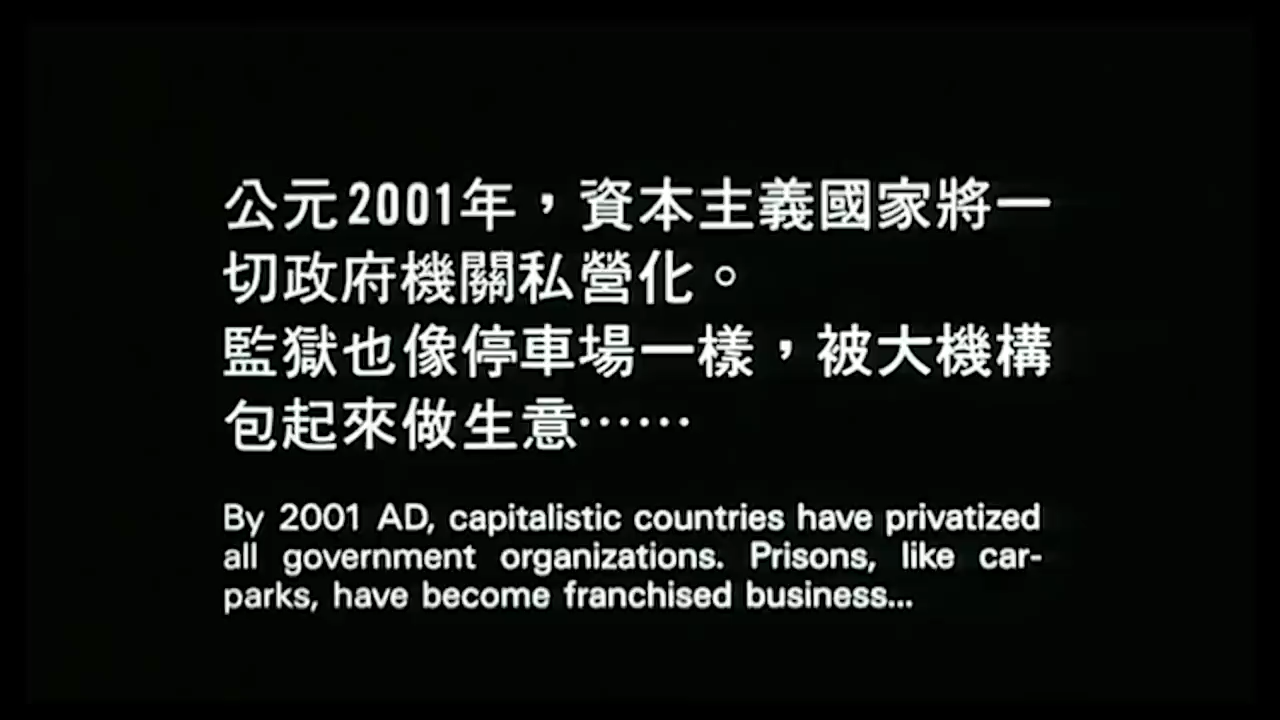 公元2001年，資本主義國家將一
切政府機關私營化。
監獄也像停車場一樣，被大機構
包起來做生意……
By 2001 AD, capitalistic countries have privatized
all government organizations. Prisons, like car-
parks, have become franchised business...